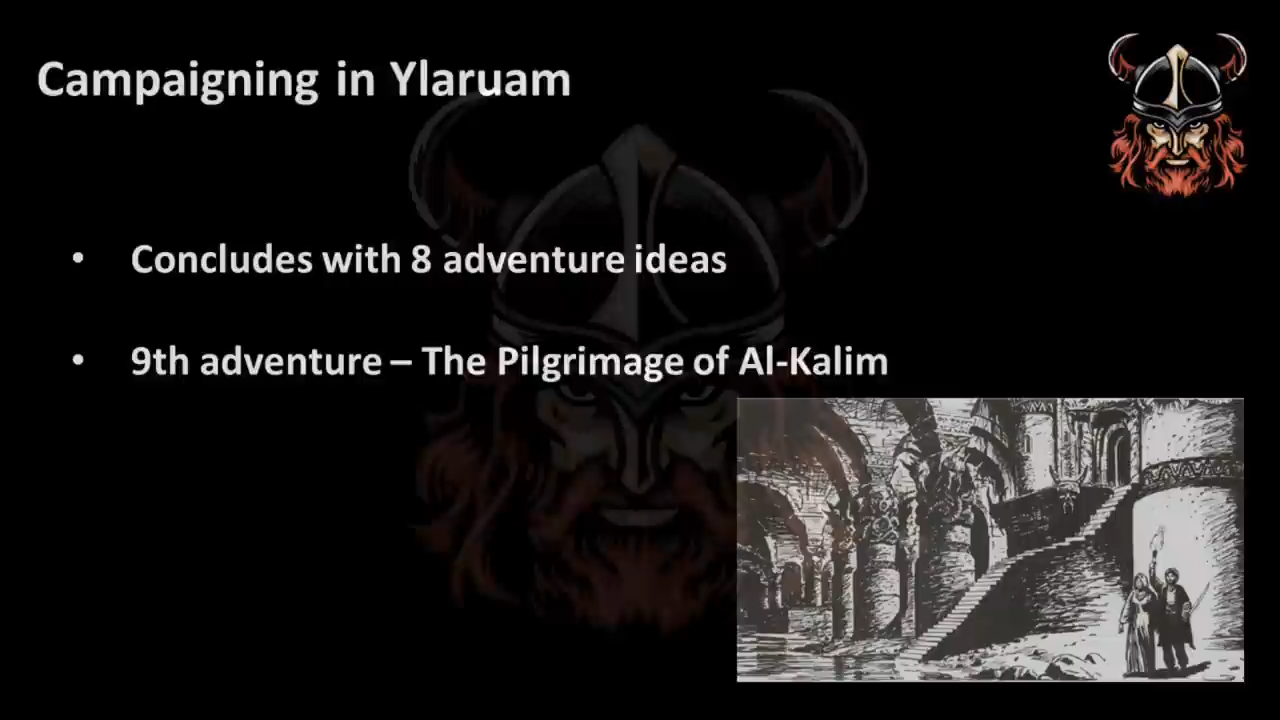 Campaigning in Ylaruam
• Concludes with 8 adventure ideas
• 9th adventure – The Pilgrimage of Al-Kalim